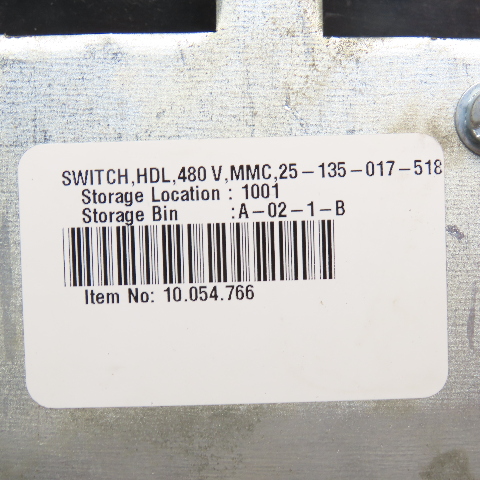 SWITCH,HDL,480 V,MMC,25-135-017-518
Storage Location : 1001
Storage Bin :A-02-1-B
Item No: 10.054.766